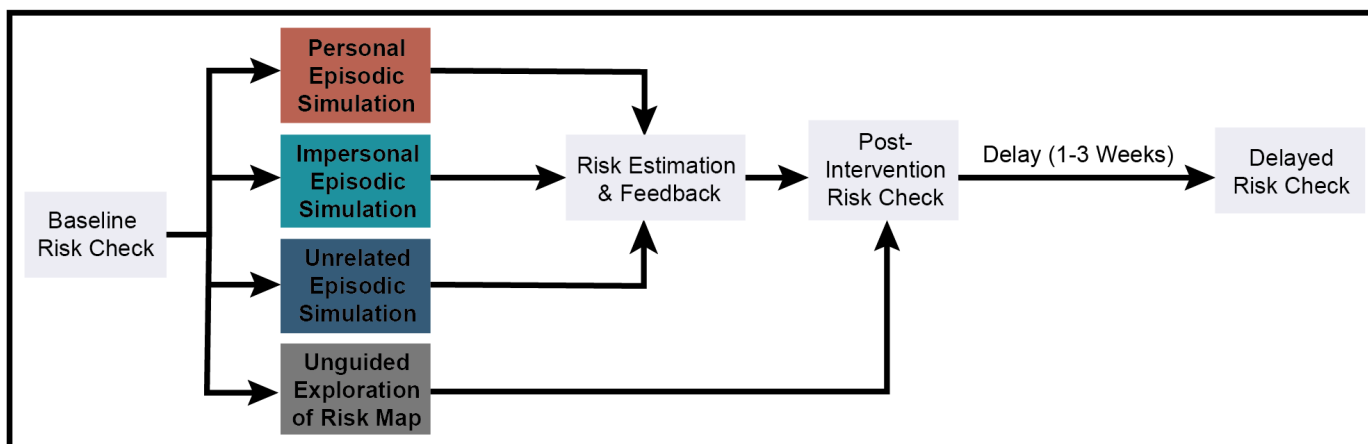 Baseline
Risk Check
Personal
Episodic
Simulation
Impersonal
Episodic
Simulation
Unrelated
Episodic
Simulation
Unguided
Exploration
of Risk Map
Risk Estimation
& Feedback
Post-
Intervention
Risk Check
Delay (1-3 Weeks)
Delayed
Risk Check